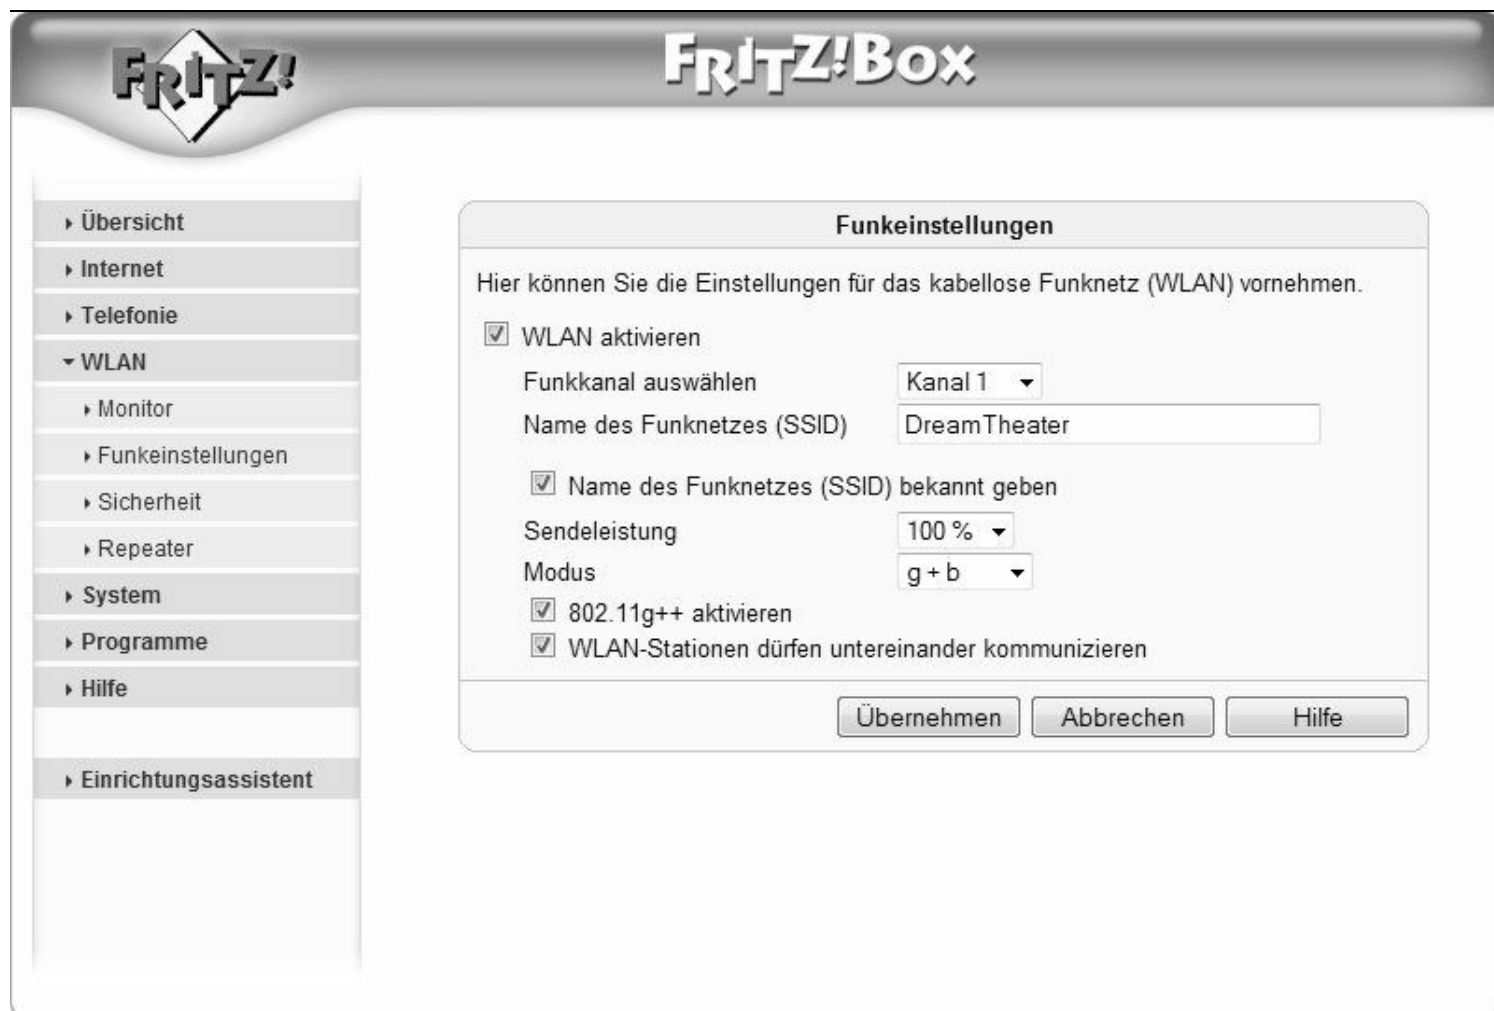 FRITZ!
FRITZ!Box
Übersicht
Internet
Telefonie
WLAN
Monitor
Funkeinstellungen
Sicherheit
Repeater
System
Programme
Hilfe
Einrichtungsassistent
Funkeinstellungen
Hier können Sie die Einstellungen für das kabellose Funknetz (WLAN) vornehmen.
WLAN aktivieren
Funkkanal auswählen Kanal 1
Name des Funknetzes (SSID) DreamTheater
Name des Funknetzes (SSID) bekannt geben
Sendeleistung 100 %
Modus g + b
802.11g++ aktivieren
WLAN-Stationen dürfen untereinander kommunizieren
Übernehmen Abbrechen Hilfe